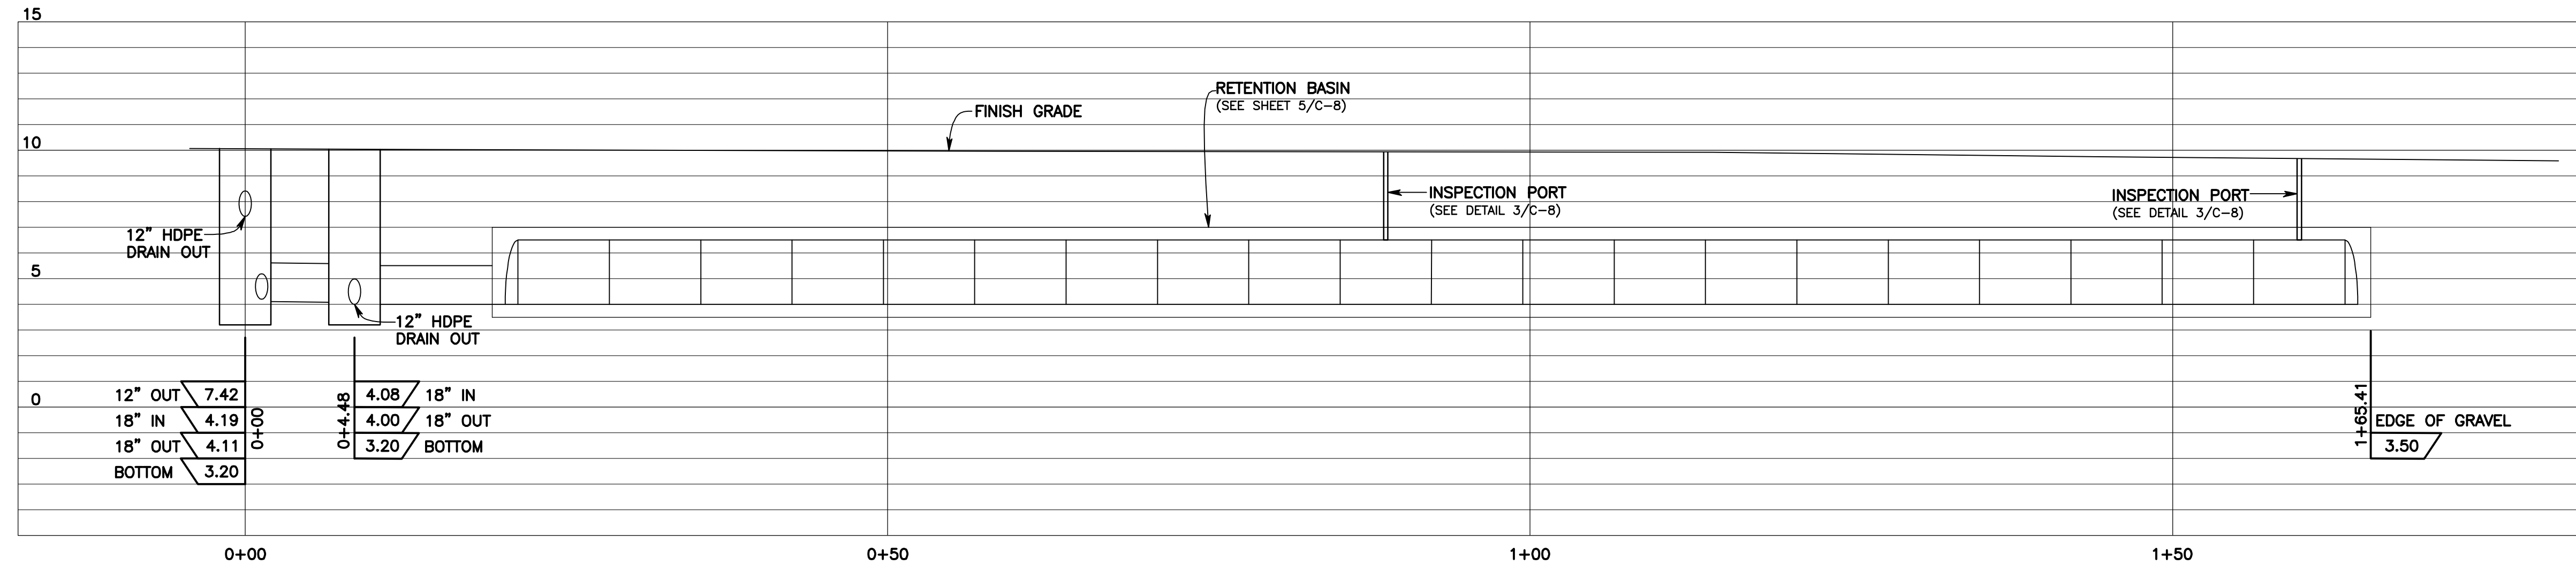 15
RETENTION BASIN
(SEE SHEET 5/C-8)
FINISH GRADE
10
INSPECTION PORT
(SEE DETAIL 3/C-8)
INSPECTION PORT
(SEE DETAIL 3/C-8)
12" HDPE
DRAIN OUT
5
12" HDPE
DRAIN OUT
0
12" OUT 7.42
18" IN 4.19
18" OUT 4.11
BOTTOM 3.20
0+00
0+4.48
4.08 18" IN
4.00 18" OUT
3.20 BOTTOM
1+65.41
EDGE OF GRAVEL
3.50
0+00
0+50
1+00
1+50